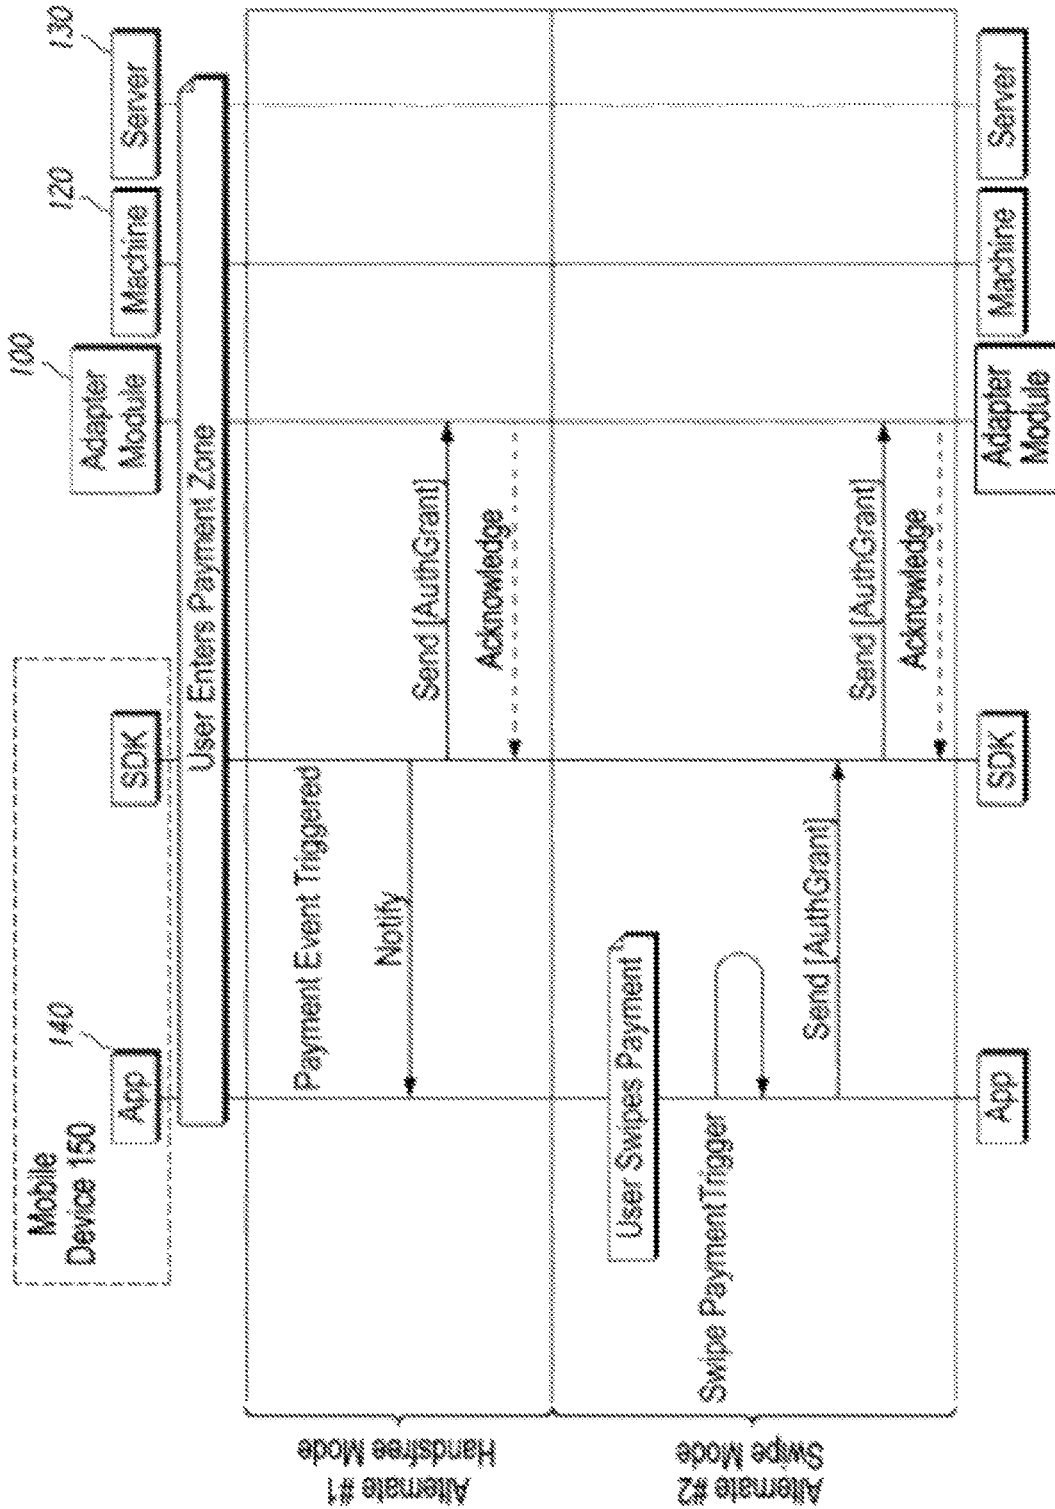 Mobile
Device 150
140
100
120
130
App
SDK
Adapter
Module
Machine
Server
User Enters Payment Zone
Alternate #1
Handsfree Mode
Payment Event Triggered
Notify
Send [AuthGrant]
Acknowledge
Alternate #2
Swipe Mode
User Swipes Payment
Swipe PaymentTrigger
Send [AuthGrant]
Send [AuthGrant]
Acknowledge
App
SDK
Adapter
Module
Machine
Server